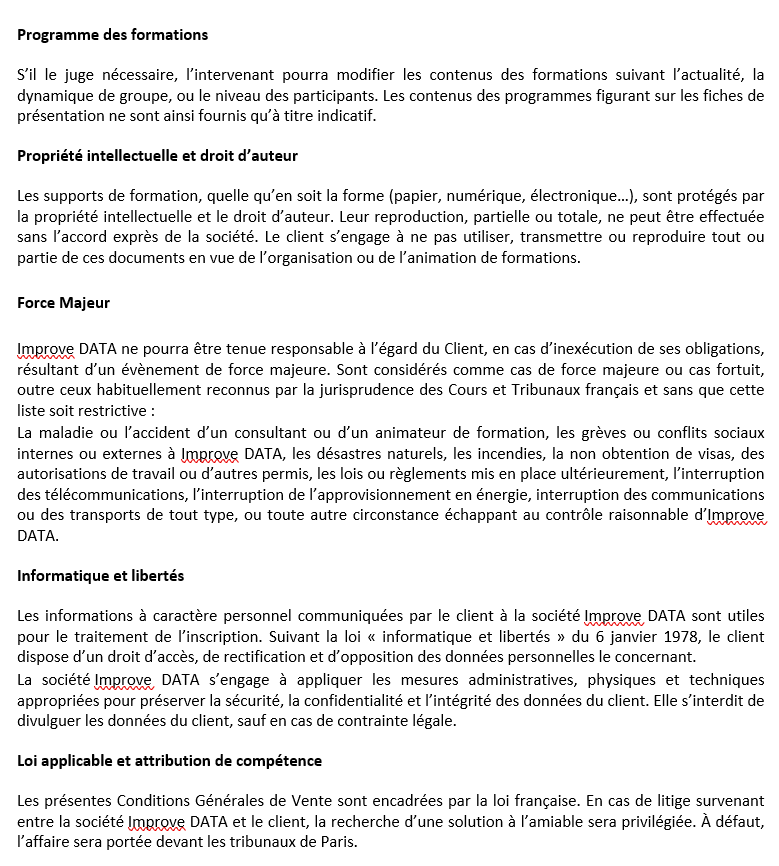 Programme des formations
S’il le juge nécessaire, l’intervenant pourra modifier les contenus des formations suivant l’actualité, la
dynamique de groupe, ou le niveau des participants. Les contenus des programmes figurant sur les fiches de
présentation ne sont ainsi fournis qu’à titre indicatif.
Propriété intellectuelle et droit d’auteur
Les supports de formation, quelle qu’en soit la forme (papier, numérique, électronique…), sont protégés par
la propriété intellectuelle et le droit d’auteur. Leur reproduction, partielle ou totale, ne peut être effectuée
sans l’accord exprès de la société. Le client s’engage à ne pas utiliser, transmettre ou reproduire tout ou
partie de ces documents en vue de l’organisation ou de l’animation de formations.
Force Majeur
Improve DATA ne pourra être tenue responsable à l’égard du Client, en cas d’inexécution de ses obligations,
résultant d’un évènement de force majeure. Sont considérés comme cas de force majeure ou cas fortuit,
outre ceux habituellement reconnus par la jurisprudence des Cours et Tribunaux français et sans que cette
liste soit restrictive :
La maladie ou l’accident d’un consultant ou d’un animateur de formation, les grèves ou conflits sociaux
internes ou externes à Improve DATA, les désastres naturels, les incendies, la non obtention de visas, des
autorisations de travail ou d’autres permis, les lois ou règlements mis en place ultérieurement, l’interruption
des télécommunications, l’interruption de l’approvisionnement en énergie, interruption des communications
ou des transports de tout type, ou toute autre circonstance échappant au contrôle raisonnable d’Improve
DATA.
Informatique et libertés
Les informations à caractère personnel communiquées par le client à la société Improve DATA sont utiles
pour le traitement de l’inscription. Suivant la loi « informatique et libertés » du 6 janvier 1978, le client
dispose d’un droit d’accès, de rectification et d’opposition des données personnelles le concernant.
La société Improve DATA s’engage à appliquer les mesures administratives, physiques et techniques
appropriées pour préserver la sécurité, la confidentialité et l’intégrité des données du client. Elle s’interdit de
divulguer les données du client, sauf en cas de contrainte légale.
Loi applicable et attribution de compétence
Les présentes Conditions Générales de Vente sont encadrées par la loi française. En cas de litige survenant
entre la société Improve DATA et le client, la recherche d’une solution à l’amiable sera privilégiée. À défaut,
l’affaire sera portée devant les tribunaux de Paris.